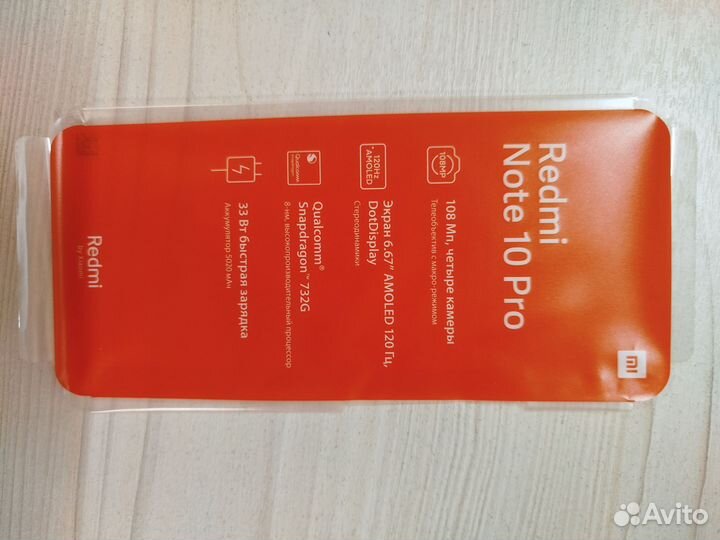 Redmi
Note 10 Pro
mi
108MP
108 Мп, четыре камеры
Телеобъектив с макро-режимом
120Hz
AMOLED
Экран 6.67” AMOLED 120 Гц,
DotDisplay
Стереодинамики
Qualcomm
snapdragon
Qualcomm®
Snapdragon™ 732G
8-нм, высокопроизводительный процессор
33 Вт быстрая зарядка
Аккумулятор 5020 мАч
Redmi
by Xiaomi
Avito